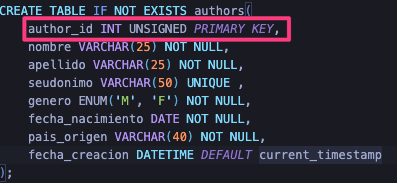 CREATE TABLE IF NOT EXISTS authors(
author_id INT UNSIGNED PRIMARY KEY,
nombre VARCHAR(25) NOT NULL,
apellido VARCHAR(25) NOT NULL,
seudonimo VARCHAR(50) UNIQUE ,
genero ENUM('M', 'F') NOT NULL,
fecha_nacimiento DATE NOT NULL,
pais_origen VARCHAR(40) NOT NULL,
fecha_creacion DATETIME DEFAULT current_timestamp
);